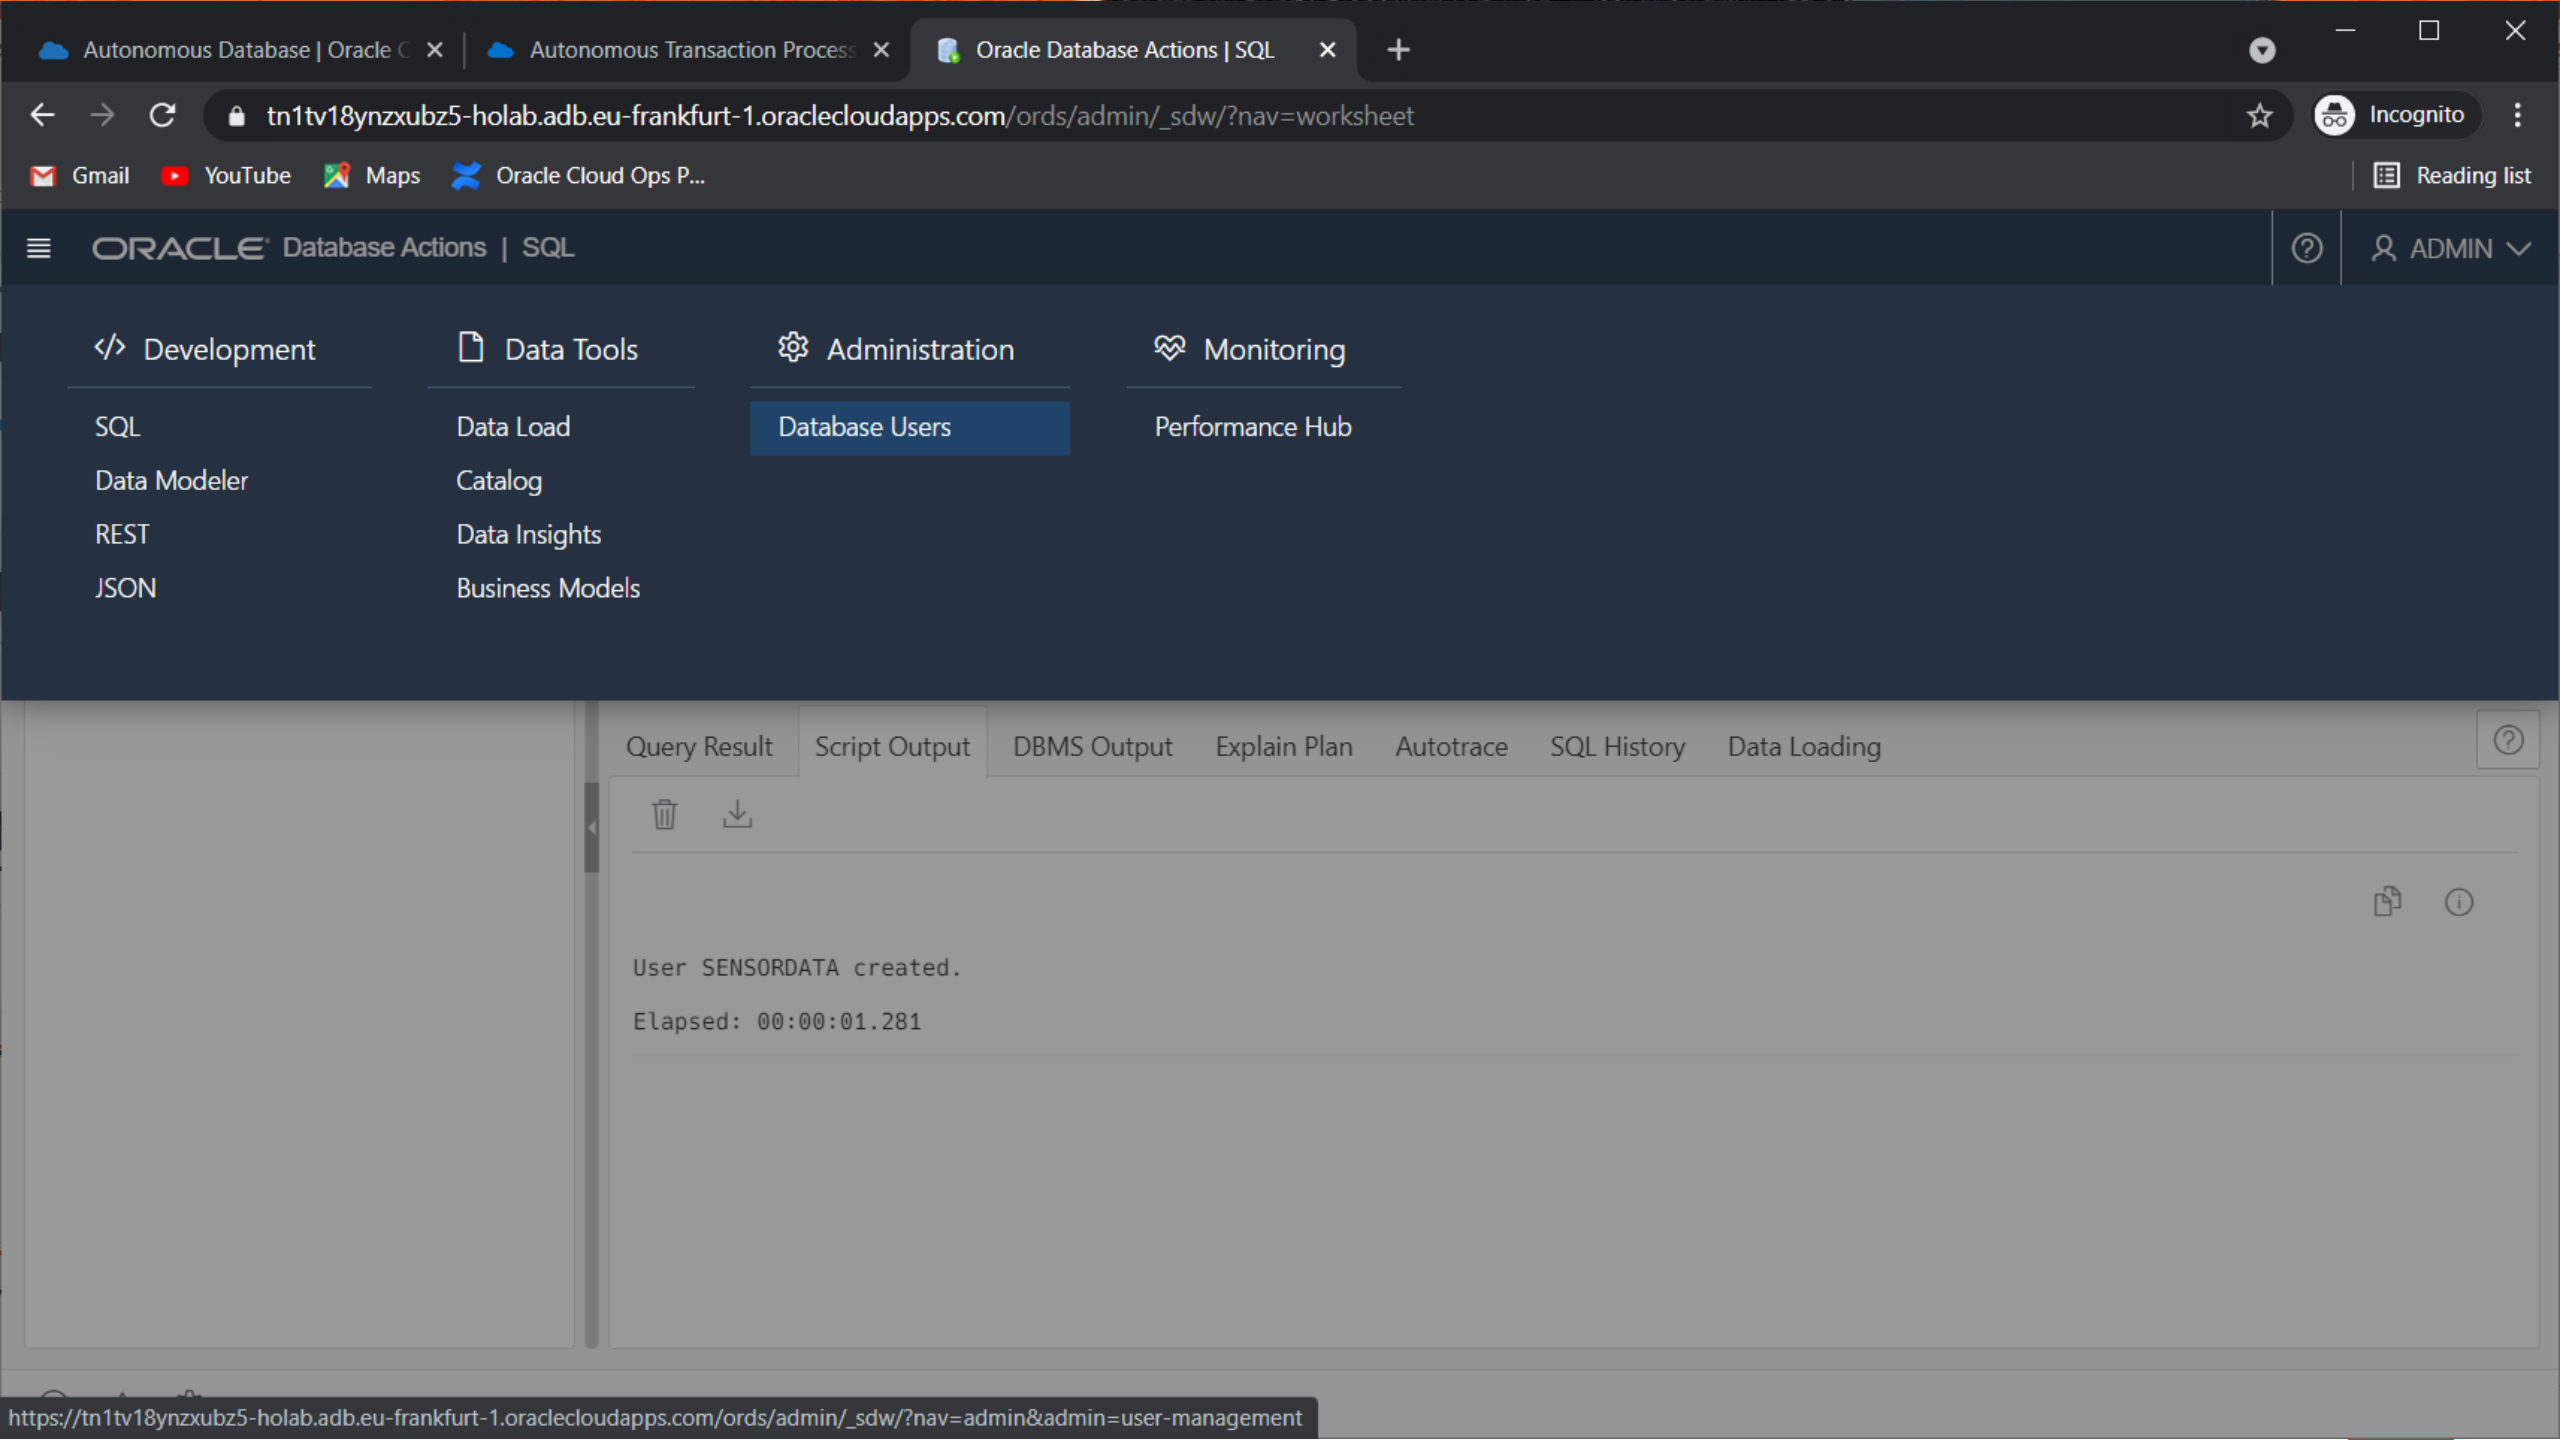 Autonomous Database | Oracle C
Autonomous Transaction Process
Oracle Database Actions | SQL
tn1tv18ynzxubz5-holab.adb.eu-frankfurt-1.oraclecloudapps.com/ords/admin/_sdw/?nav=worksheet
Incognito
Gmail
YouTube
Maps
Oracle Cloud Ops P...
Reading list
ORACLE Database Actions | SQL
ADMIN
</> Development
Data Tools
Administration
Monitoring
SQL
Data Load
Database Users
Performance Hub
Data Modeler
Catalog
REST
Data Insights
JSON
Business Models
Query Result
Script Output
DBMS Output
Explain Plan
Autotrace
SQL History
Data Loading
User SENSORDATA created.
Elapsed: 00:00:01.281
https://tn1tv18ynzxubz5-holab.adb.eu-frankfurt-1.oraclecloudapps.com/ords/admin/_sdw/?nav=admin&admin=user-management